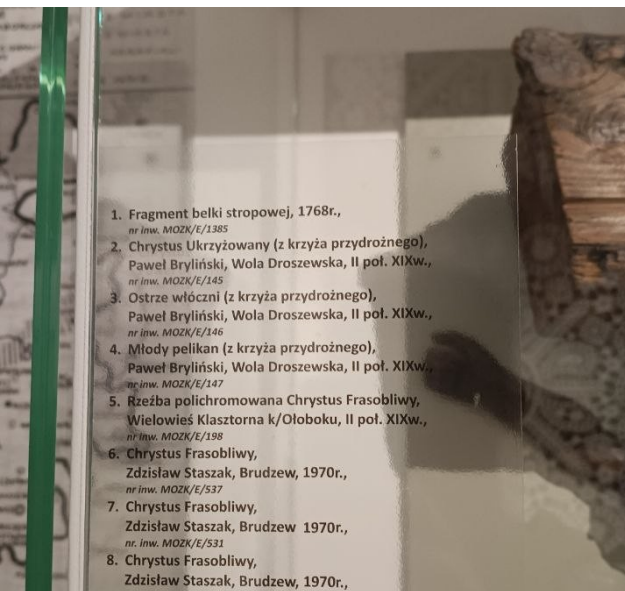 1. Fragment belki stropowej, 1768r.,
nr inw. MOZK/E/1385
2. Chrystus Ukrzyżowany (z krzyża przydrożnego),
Paweł Bryliński, Wola Droszewska, II poł. XIXw.,
nr inw. MOZK/E/145
3. Ostrze włóczni (z krzyża przydrożnego),
Paweł Bryliński, Wola Droszewska, II poł. XIXw.,
nr inw. MOZK/E/146
4. Młody pelikan (z krzyża przydrożnego),
Paweł Bryliński, Wola Droszewska, II poł. XIXw.,
nr inw. MOZK/E/147
5. Rzeźba polichromowana Chrystus Frasobliwy,
Wielowieś Klasztorna k/Ołoboku, II poł. XIXw.,
nr inw. MOZK/E/198
6. Chrystus Frasobliwy,
Zdzisław Staszak, Brudzew, 1970r.,
nr inw. MOZK/E/537
7. Chrystus Frasobliwy,
Zdzisław Staszak, Brudzew 1970r.,
nr. inw. MOZK/E/531
8. Chrystus Frasobliwy,
Zdzisław Staszak, Brudzew, 1970r.,